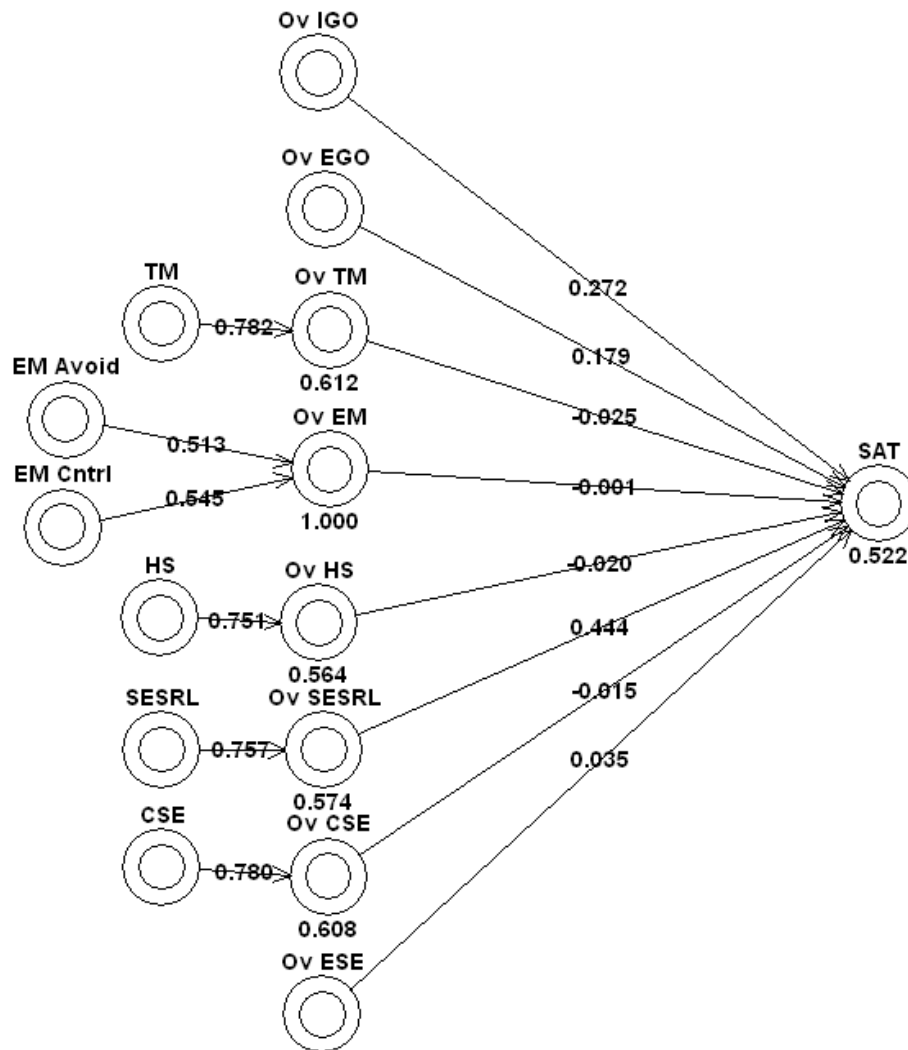 Ov IGO
Ov EGO
0.272
TM
Ov TM
0.782
0.179
0.612
EM Avoid
Ov EM
-0.025
0.513
SAT
EM Cntrl
0.545
-0.001
1.000
0.522
HS
Ov HS
-0.020
0.751
0.444
0.564
SESRL
Ov SESRL
-0.015
0.757
0.035
0.574
CSE
Ov CSE
0.780
0.608
Ov ESE